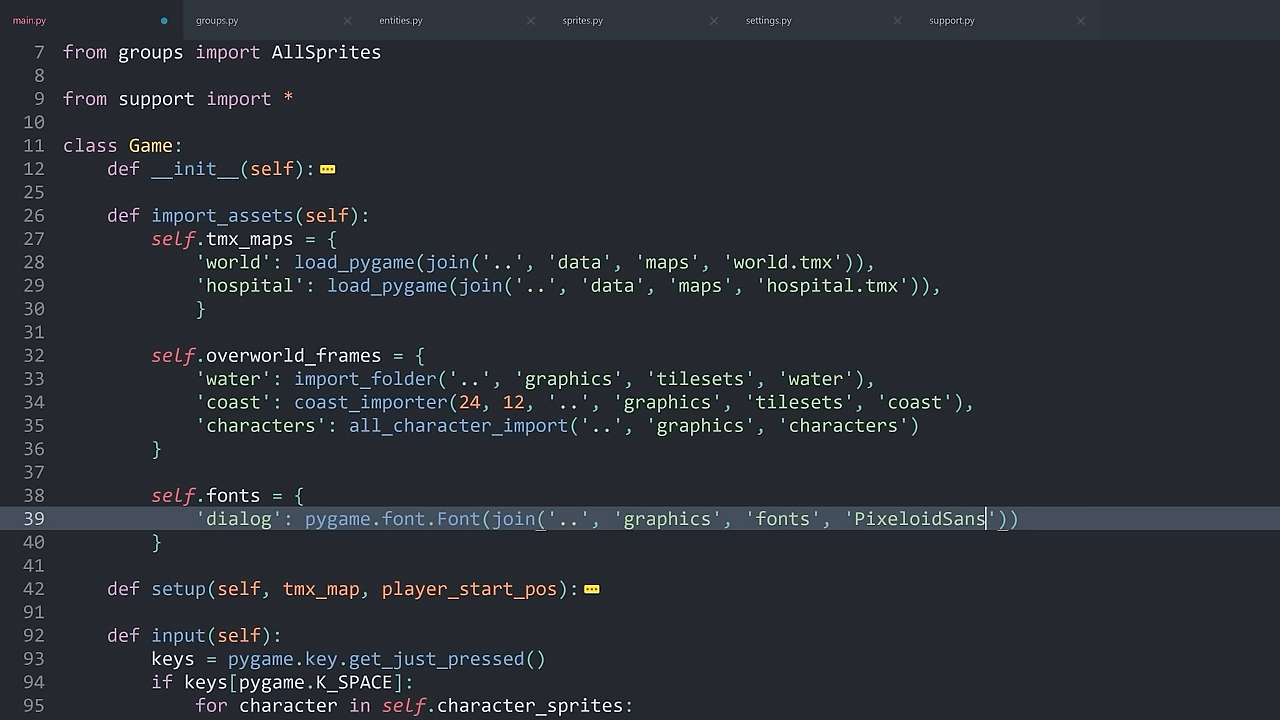 main.py groups.py entities.py sprites.py settings.py support.py
7 from groups import AllSprites
8
9 from support import *
10
11 class Game:
12     def __init__(self):
25
26     def import_assets(self):
27         self.tmx_maps = {
28             'world': load_pygame(join('..', 'data', 'maps', 'world.tmx')),
29             'hospital': load_pygame(join('..', 'data', 'maps', 'hospital.tmx')),
30             }
31
32         self.overworld_frames = {
33             'water': import_folder('..', 'graphics', 'tilesets', 'water'),
34             'coast': coast_importer(24, 12, '..', 'graphics', 'tilesets', 'coast'),
35             'characters': all_character_import('..', 'graphics', 'characters')
36         }
37
38         self.fonts = {
39             'dialog': pygame.font.Font(join('..', 'graphics', 'fonts', 'PixeloidSans'))
40         }
41
42     def setup(self, tmx_map, player_start_pos):
91
92     def input(self):
93         keys = pygame.key.get_just_pressed()
94         if keys[pygame.K_SPACE]:
95             for character in self.character_sprites: